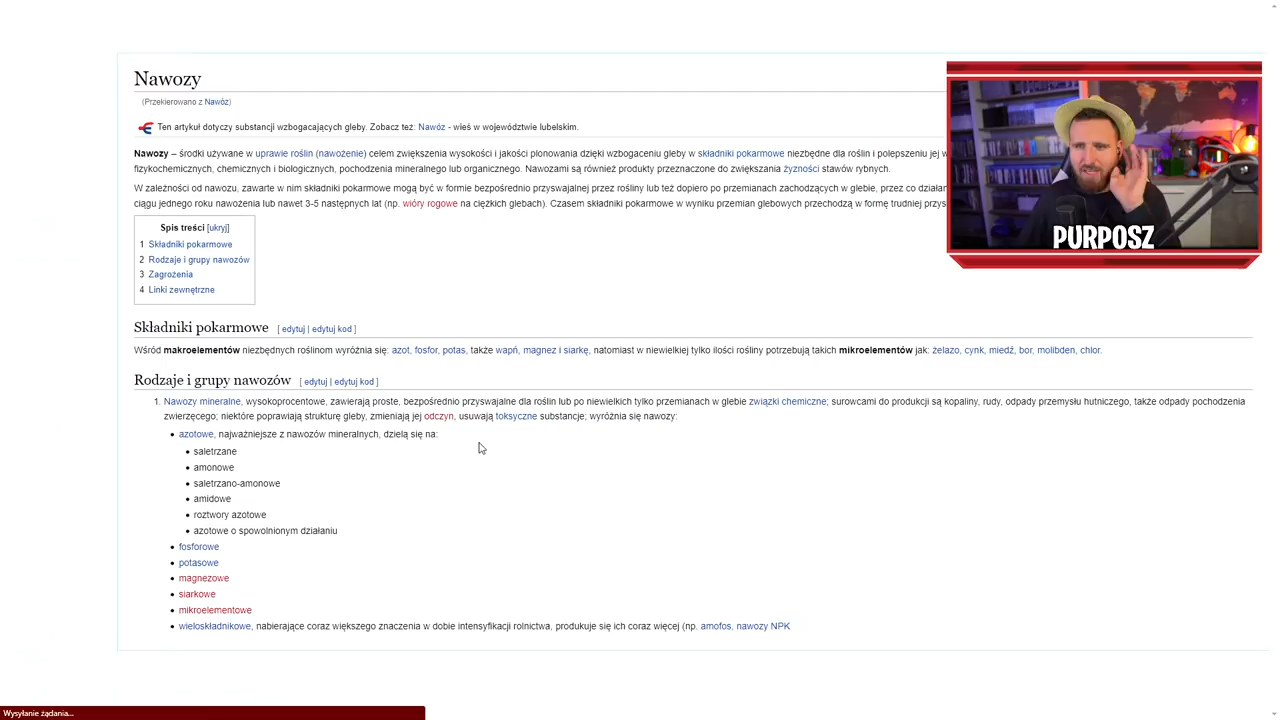 Nawozy
(Przekierowano z Nawóz)
Ten artykuł dotyczy substancji wzbogacających gleby. Zobacz też: Nawóz - wieś w województwie lubelskim.
Nawozy – środki używane w uprawie roślin (nawożenie) celem zwiększenia wysokości i jakości plonowania dzięki wzbogaceniu gleby w składniki pokarmowe niezbędne dla roślin i polepszeniu jej w
fizykochemicznych, chemicznych i biologicznych, pochodzenia mineralnego lub organicznego. Nawozami są również produkty przeznaczone do zwiększania żyzności stawów rybnych.
W zależności od nawozu, zawarte w nim składniki pokarmowe mogą być w formie bezpośrednio przyswajalnej przez rośliny lub też dopiero po przemianach zachodzących w glebie, przez co działan
ciągu jednego roku nawożenia lub nawet 3-5 następnych lat (np. wióry rogowe na ciężkich glebach). Czasem składniki pokarmowe w wyniku przemian glebowych przechodzą w formę trudniej przys
PURPOSZ
Spis treści [ukryj]
1 Składniki pokarmowe
2 Rodzaje i grupy nawozów
3 Zagrożenia
4 Linki zewnętrzne
Składniki pokarmowe [ edytuj | edytuj kod ]
Wśród makroelementów niezbędnych roślinom wyróżnia się: azot, fosfor, potas, także wapń, magnez i siarkę, natomiast w niewielkiej tylko ilości rośliny potrzebują takich mikroelementów jak: żelazo, cynk, miedź, bor, molibden, chlor.
Rodzaje i grupy nawozów [ edytuj | edytuj kod ]
1. Nawozy mineralne, wysokoprocentowe, zawierają proste, bezpośrednio przyswajalne dla roślin lub po niewielkich tylko przemianach w glebie związki chemiczne; surowcami do produkcji są kopaliny, rudy, odpady przemysłu hutniczego, także odpady pochodzenia
zwierzęcego; niektóre poprawiają strukturę gleby, zmieniają jej odczyn, usuwają toksyczne substancje; wyróżnia się nawozy:
• azotowe, najważniejsze z nawozów mineralnych, dzielą się na:
• saletrzane
• amonowe
• saletrzano-amonowe
• amidowe
• roztwory azotowe
• azotowe o spowolnionym działaniu
• fosforowe
• potasowe
• magnezowe
• siarkowe
• mikroelementowe
• wieloskładnikowe, nabierające coraz większego znaczenia w dobie intensyfikacji rolnictwa, produkuje się ich coraz więcej (np. amofos, nawozy NPK
Wysyłanie żądania...